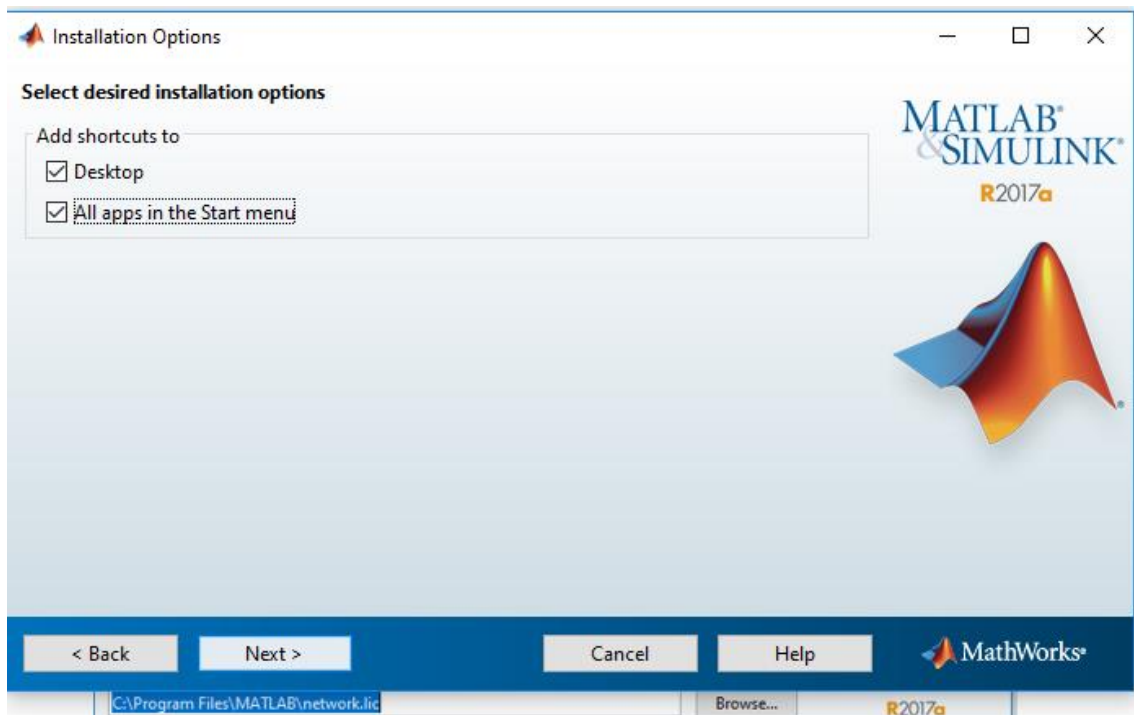 Installation Options
Select desired installation options
Add shortcuts to
Desktop
All apps in the Start menu
MATLAB®
&SIMULINK®
R2017a
< Back
Next >
Cancel
Help
MathWorks®
C:\Program Files\MATLAB\network.lic
Browse...
R2017a